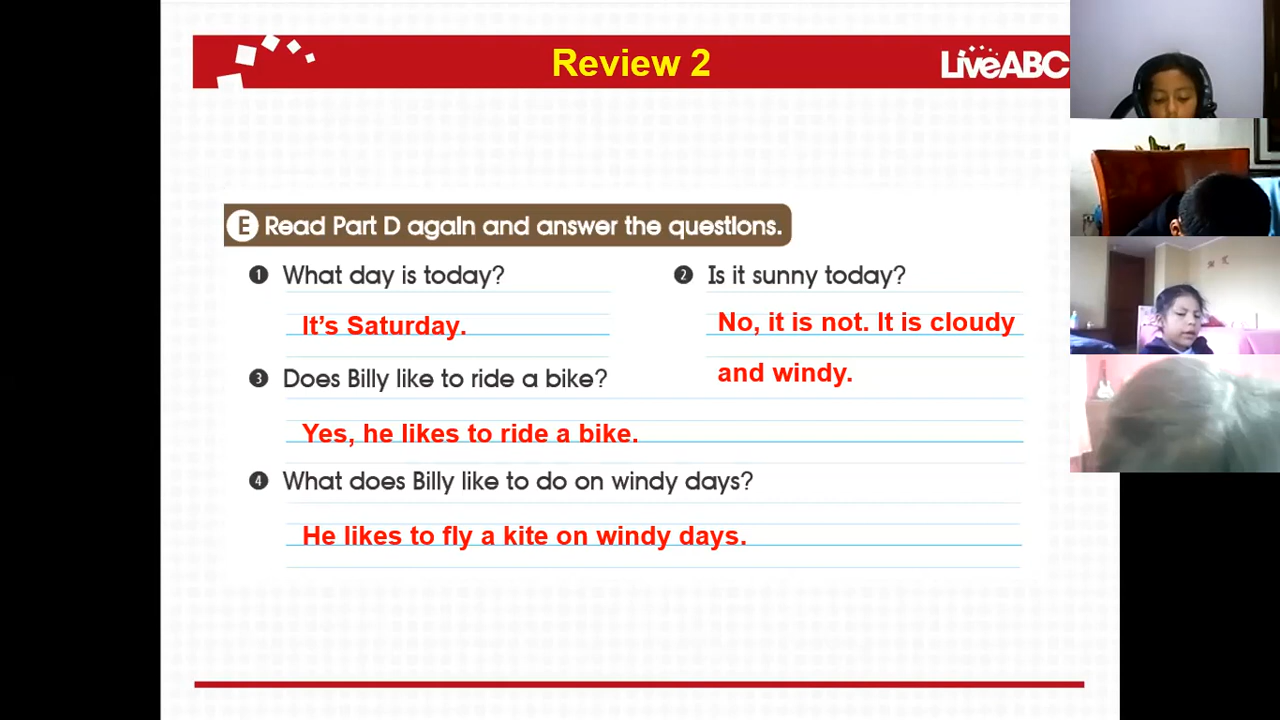 Review 2
LiveABC
E Read Part D again and answer the questions.
1 What day is today?
It's Saturday.
2 Is it sunny today?
No, it is not. It is cloudy
and windy.
3 Does Billy like to ride a bike?
Yes, he likes to ride a bike.
4 What does Billy like to do on windy days?
He likes to fly a kite on windy days.